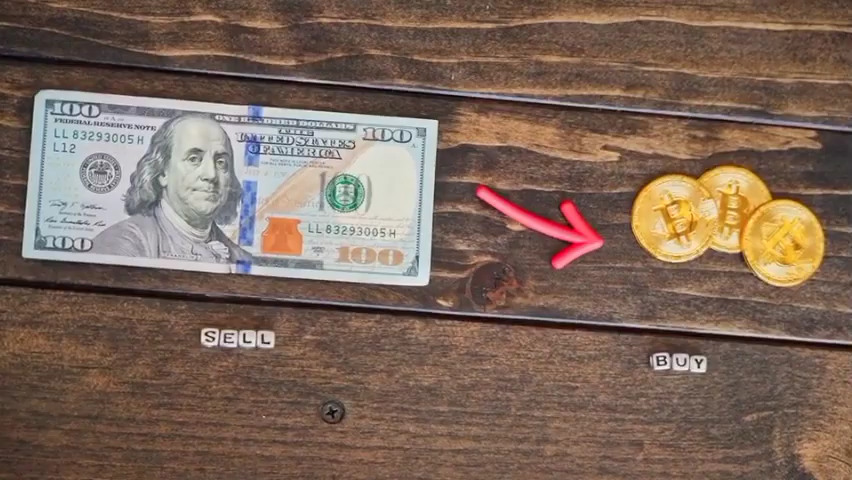 100
FEDERAL RESERVE NOTE
LL 83293005 H
L12
ONE HUNDRED DOLLARS
THE
UNITED STATES
OF AMERICA
100
LL 83293005 H
100
100
FRANKLIN
SELL
BUY